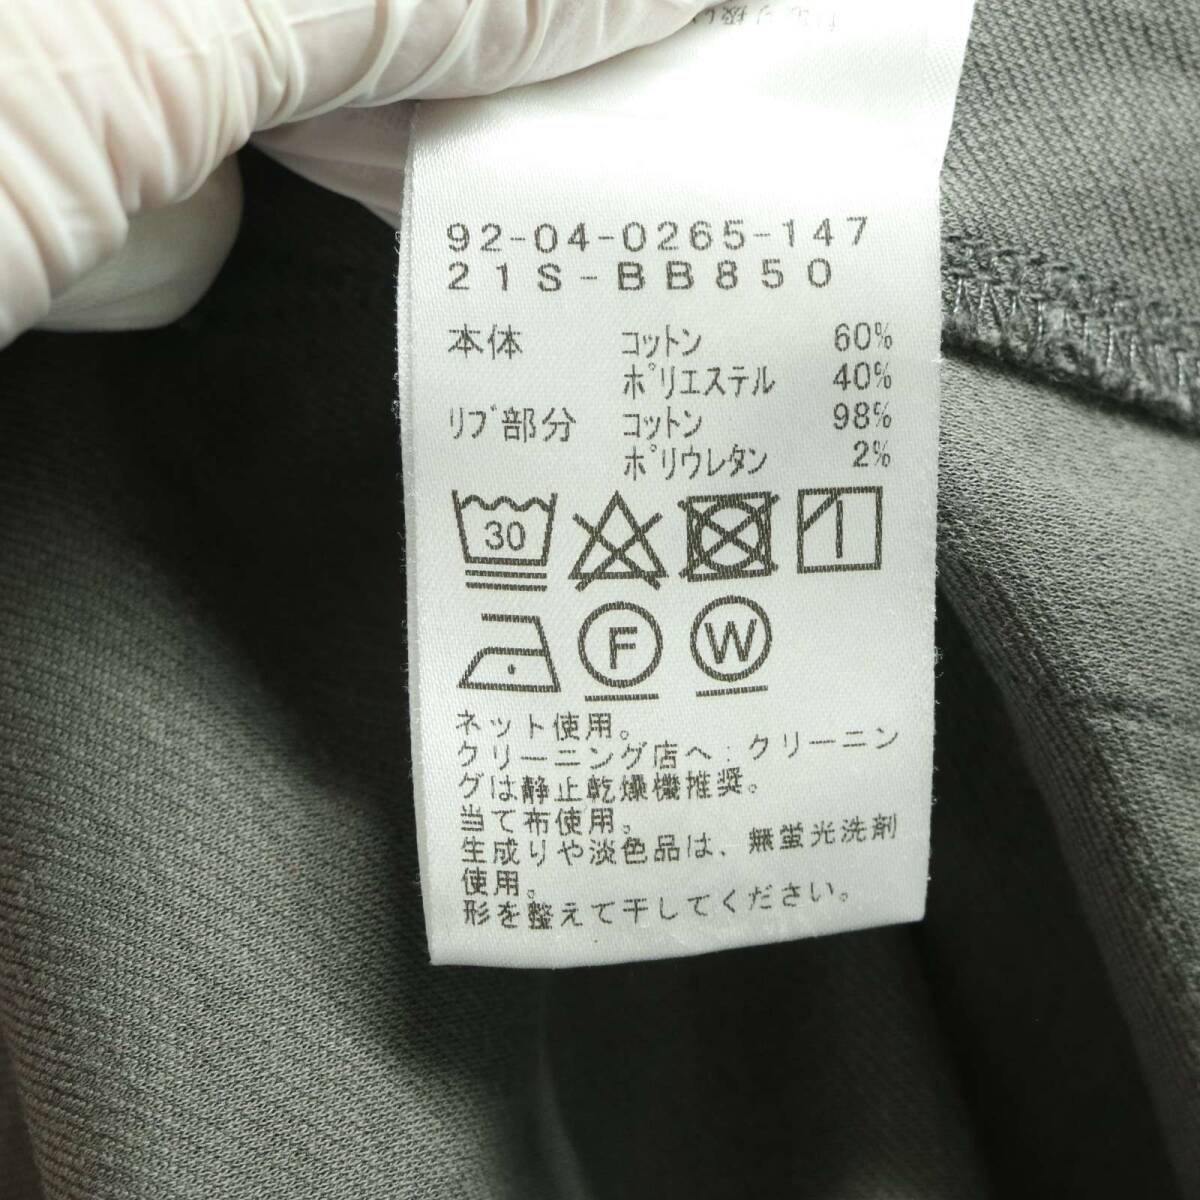 92-04-0265-147
21S-BB850
本体 コットン 60%
ポリエステル 40%
リブ部分 コットン 98%
ポリウレタン 2%
30
F W
ネット使用。
クリーニング店へ:クリーニン
グは静止乾燥機推奨。
当て布使用。
生成りや淡色品は、無蛍光洗剤
使用。
形を整えて干してください。